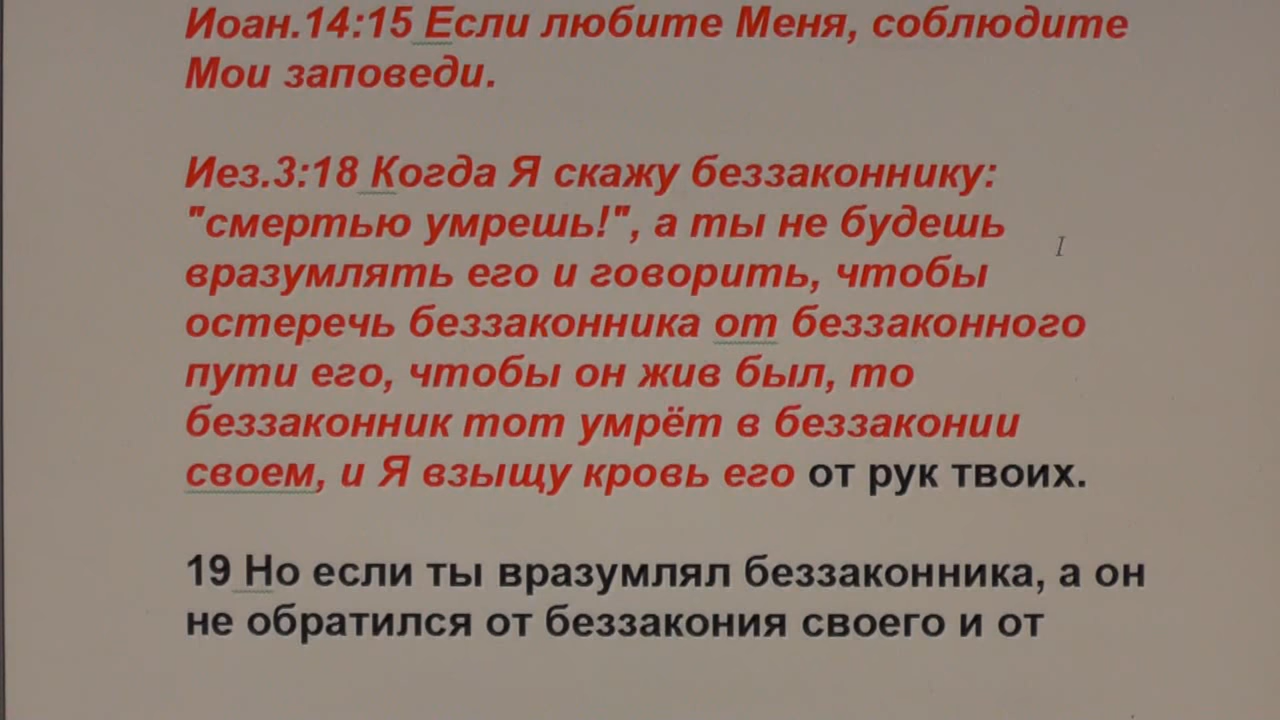 Иоан.14:15 Если любите Меня, соблюдите
Мои заповеди.
Иез.3:18 Когда Я скажу беззаконнику:
"смертью умрешь!", а ты не будешь
вразумлять его и говорить, чтобы
остеречь беззаконника от беззаконного
пути его, чтобы он жив был, то
беззаконник тот умрёт в беззаконии
своем, и Я взыщу кровь его от рук твоих.
19 Но если ты вразумлял беззаконника, а он
не обратился от беззакония своего и от